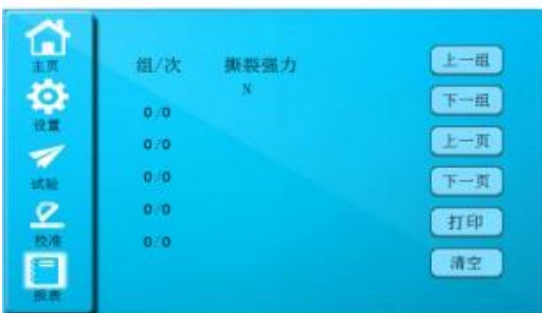 主页
设置
试验
校准
报表
组/次 撕裂强力
N
0/0
0/0
0/0
0/0
0/0
上一组
下一组
上一页
下一页
打印
清空